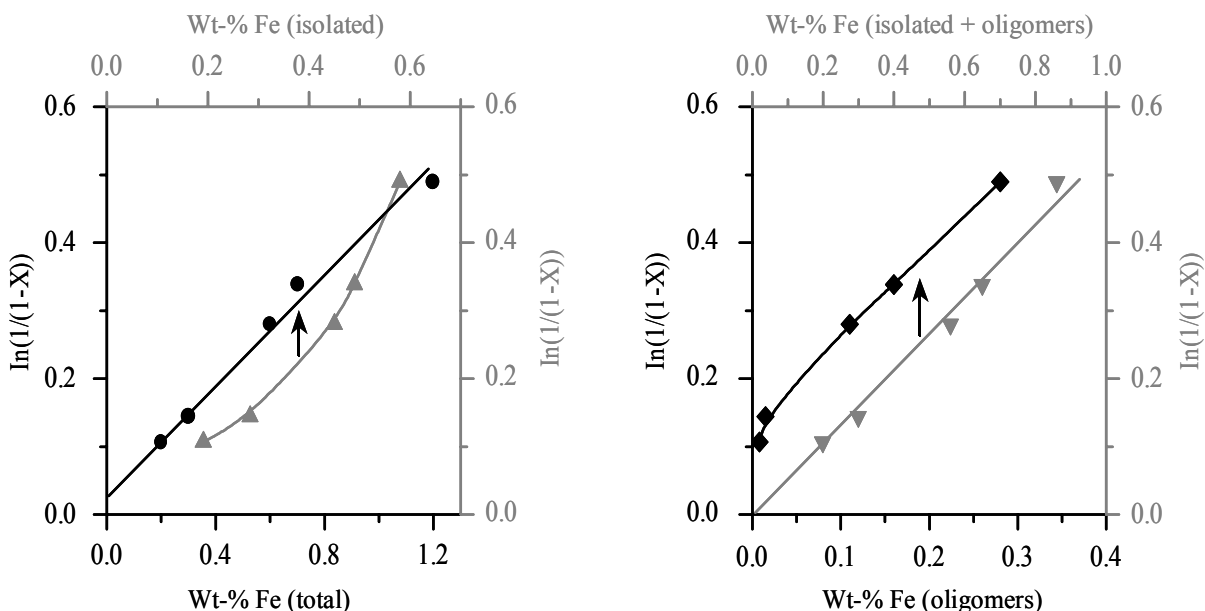 Wt-% Fe (isolated)
0.0 0.2 0.4 0.6
0.6 0.6
0.4 0.4
0.2 0.2
0.0 0.0
ln(1/(1-X))
ln(1/(1-X))
0.0 0.4 0.8 1.2
Wt-% Fe (total)
Wt-% Fe (isolated + oligomers)
0.0 0.2 0.4 0.6 0.8 1.0
0.6 0.6
0.4 0.4
0.2 0.2
0.0 0.0
ln(1/(1-X))
ln(1/(1-X))
0.0 0.1 0.2 0.3 0.4
Wt-% Fe (oligomers)